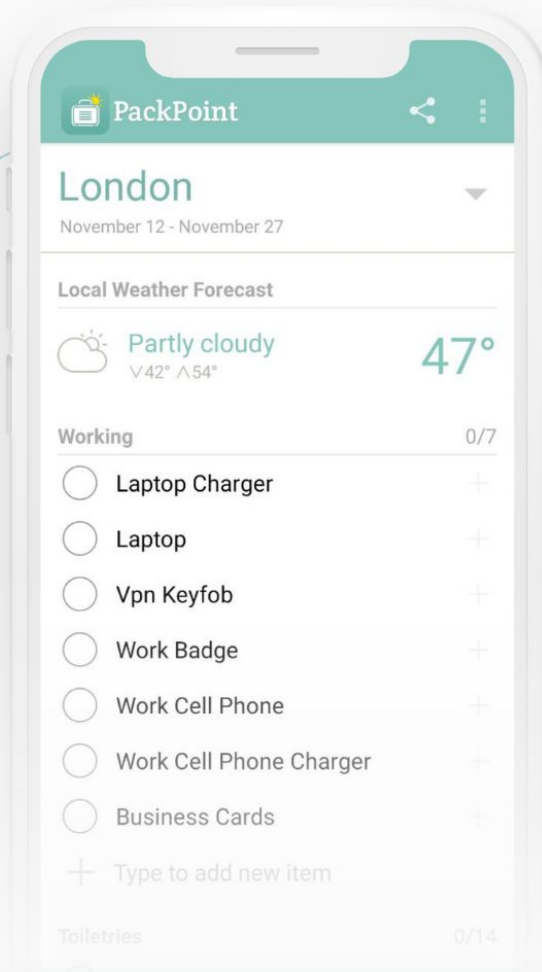 PackPoint
London
November 12 - November 27
Local Weather Forecast
Partly cloudy
47°
∨42° ∧54°
Working 0/7
Laptop Charger
Laptop
Vpn Keyfob
Work Badge
Work Cell Phone
Work Cell Phone Charger
Business Cards
Type to add new item
Toiletries 0/14